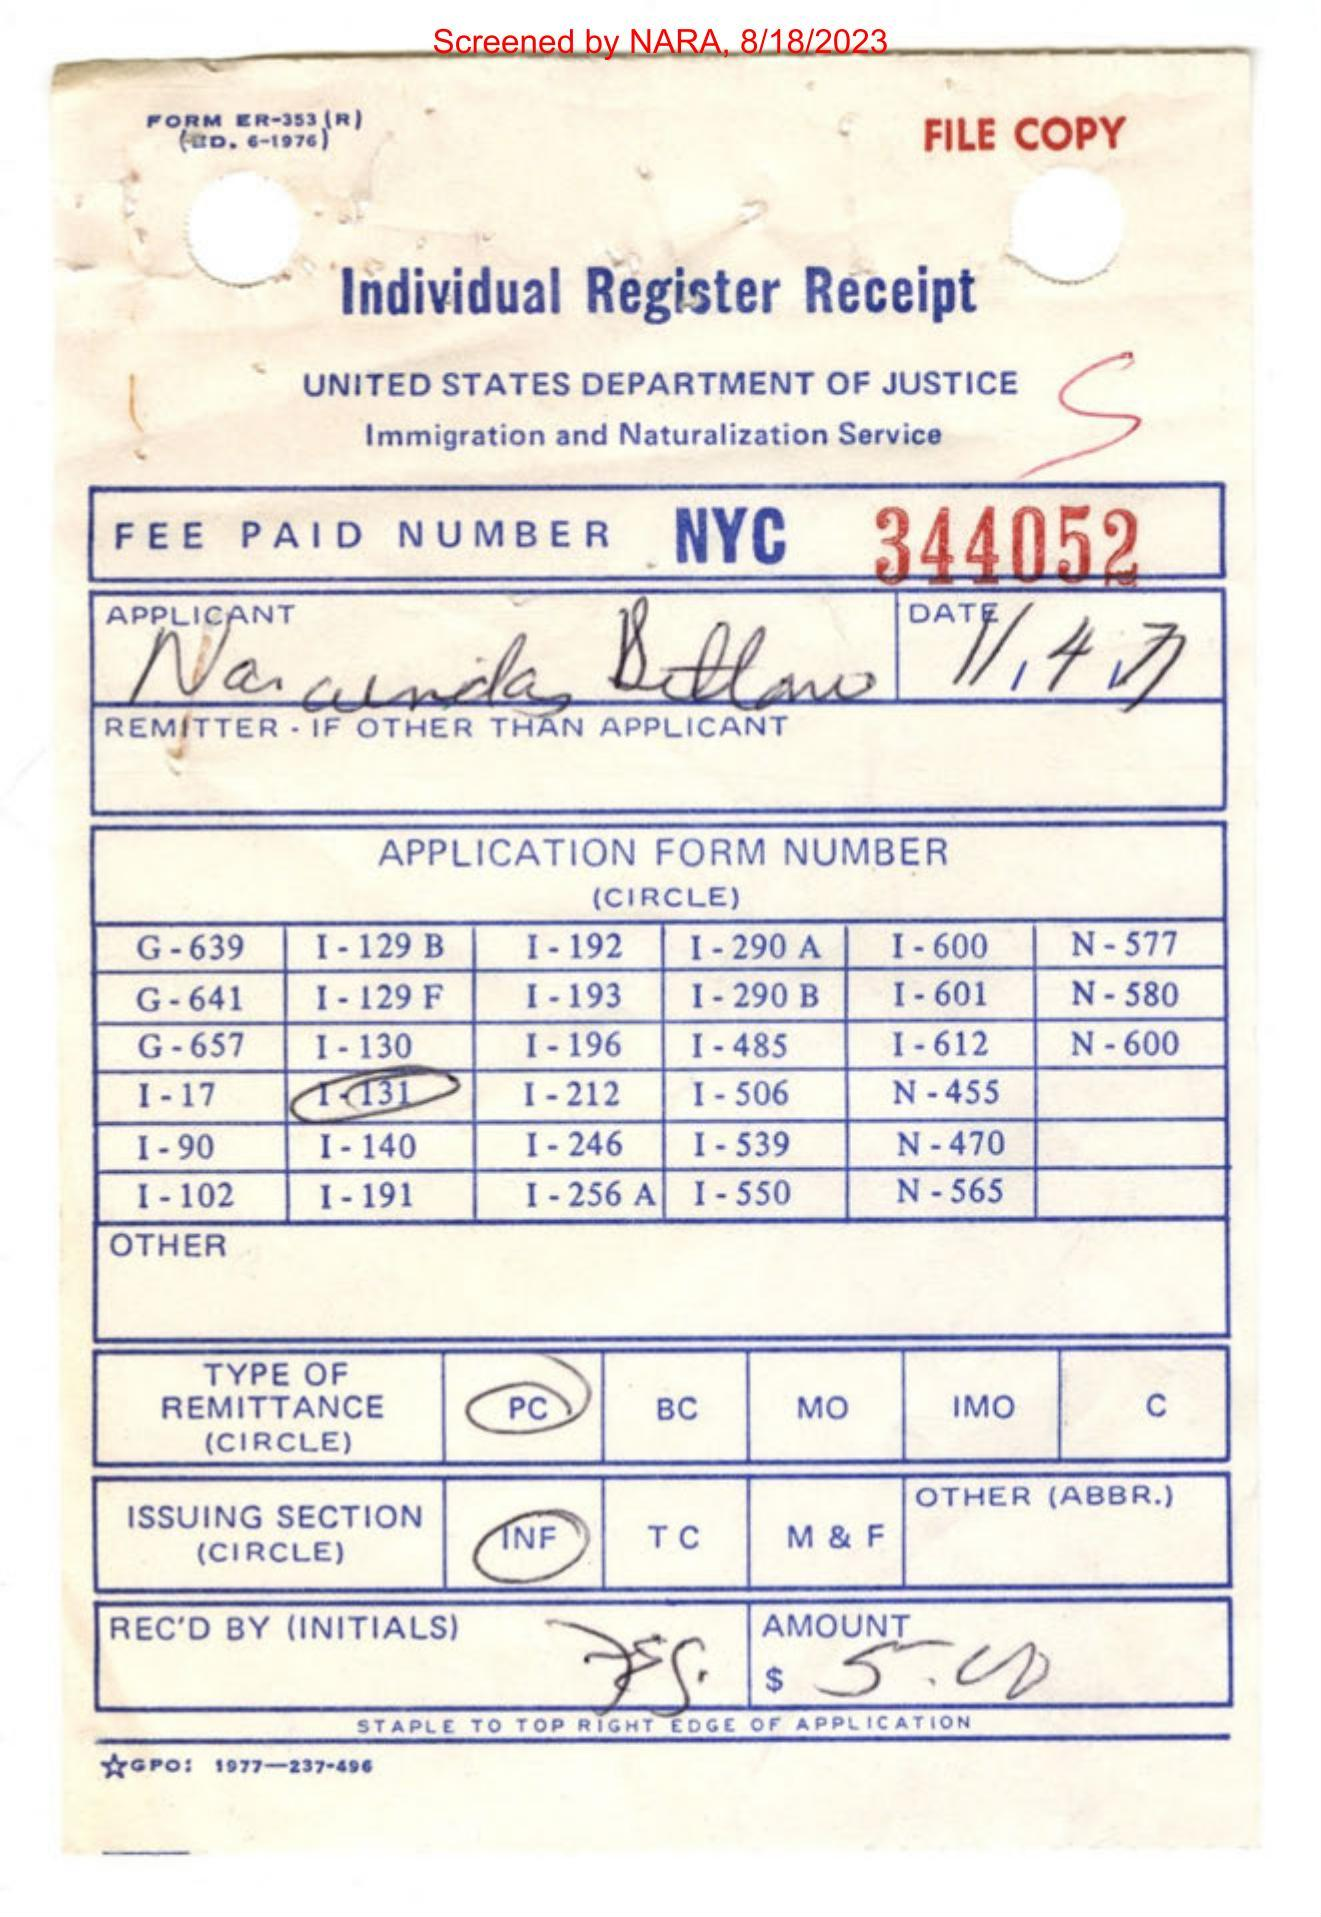 Screened by NARA, 8/18/2023
FORM ER-353 (R)
(ED. 6-1976)
FILE COPY
Individual Register Receipt
UNITED STATES DEPARTMENT OF JUSTICE
S
Immigration and Naturalization Service
FEE PAID NUMBER NYC 344052
APPLICANT
DATE
11,4,77
REMITTER - IF OTHER THAN APPLICANT
APPLICATION FORM NUMBER
(CIRCLE)
G - 639 I - 129 B I - 192 I - 290 A I - 600 N - 577
G - 641 I - 129 F I - 193 I - 290 B I - 601 N - 580
G - 657 I - 130 I - 196 I - 485 I - 612 N - 600
I - 17 I - 131 I - 212 I - 506 N - 455
I - 90 I - 140 I - 246 I - 539 N - 470
I - 102 I - 191 I - 256 A I - 550 N - 565
OTHER
TYPE OF
REMITTANCE
(CIRCLE)
PC BC MO IMO C
ISSUING SECTION
(CIRCLE)
INF T C M & F
OTHER (ABBR.)
REC'D BY (INITIALS)
AMOUNT
$ 5.00
STAPLE TO TOP RIGHT EDGE OF APPLICATION
☆GPO: 1977—237-496